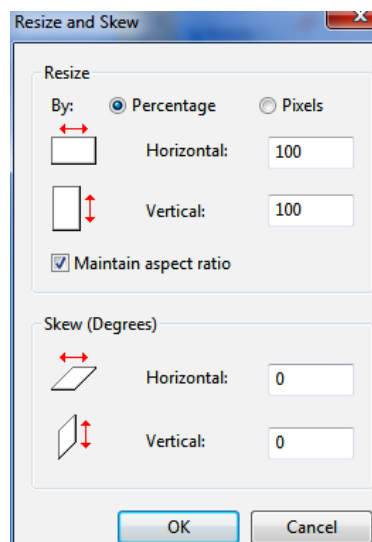 Resize and Skew
Resize
By: Percentage Pixels
Horizontal: 100
Vertical: 100
Maintain aspect ratio
Skew (Degrees)
Horizontal: 0
Vertical: 0
OK Cancel